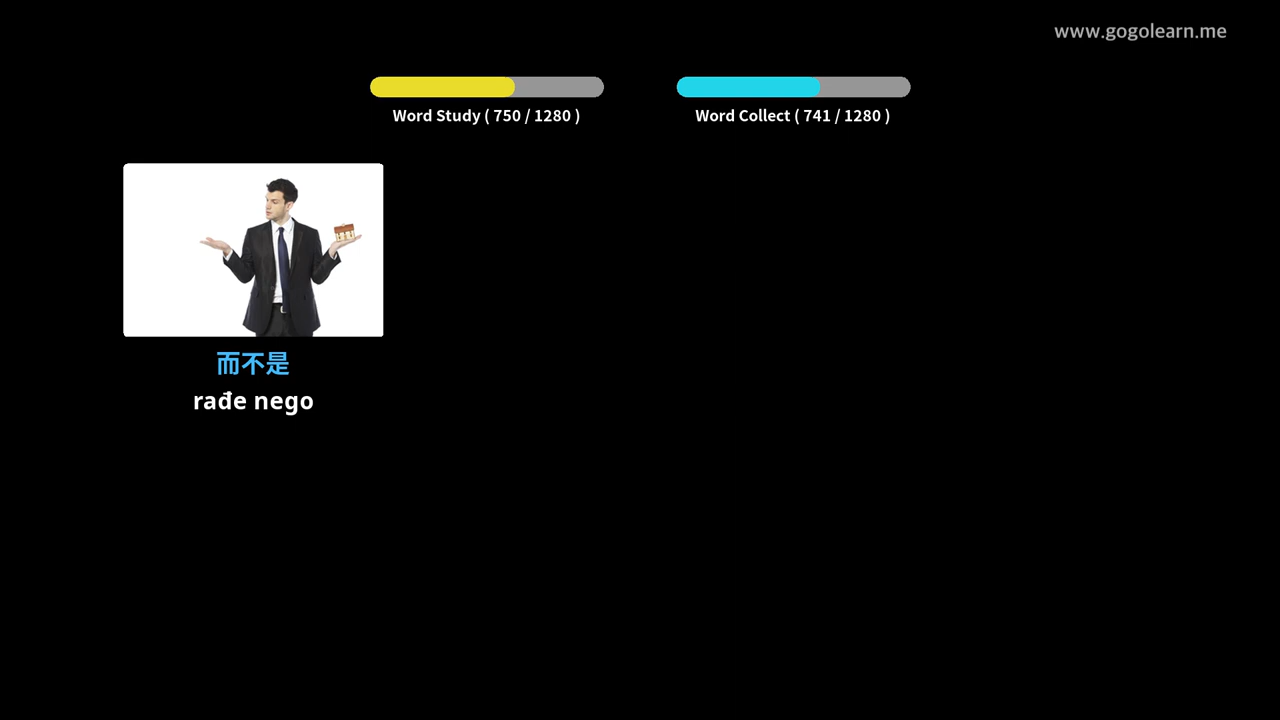 www.gogolearn.me
Word Study ( 750 / 1280 )
Word Collect ( 741 / 1280 )
而不是
rađe nego